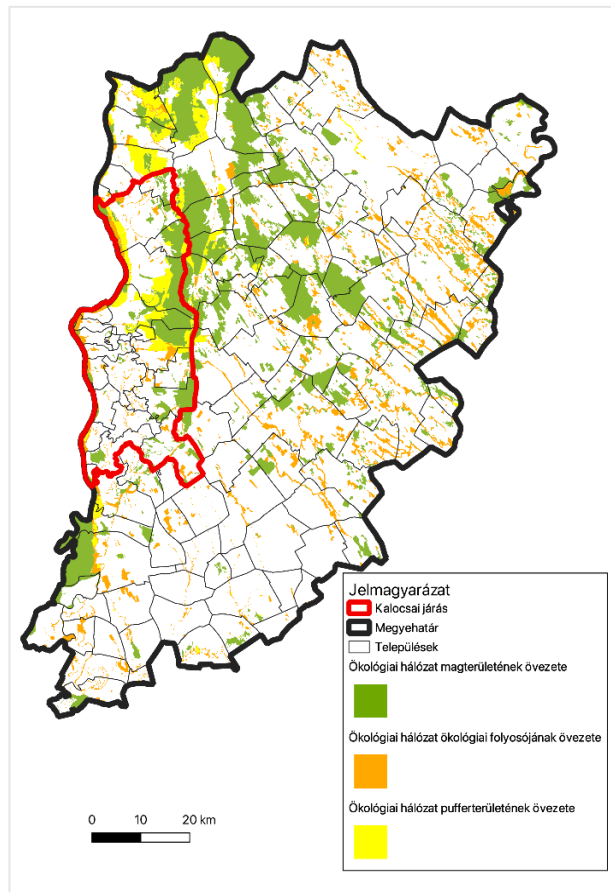 Jelmagyarázat
Kalocsai járás
Megyehatár
Települések
Ökológiai hálózat magterületének övezete
Ökológiai hálózat ökológiai folyosójának övezete
Ökológiai hálózat pufferterületének övezete
0 10 20 km